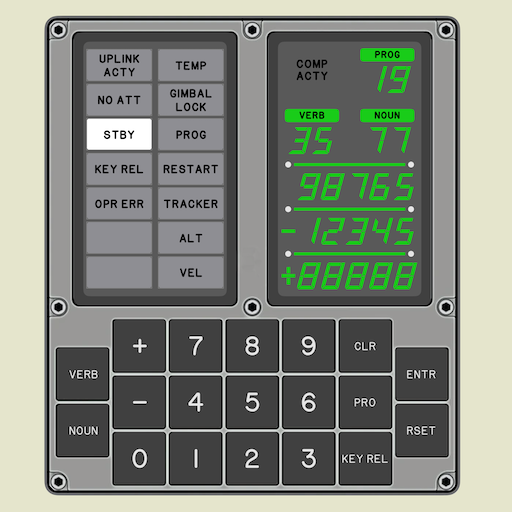 UPLINK
ACTY
TEMP
NO ATT
GIMBAL
LOCK
STBY
PROG
KEY REL
RESTART
OPR ERR
TRACKER
ALT
VEL
COMP
ACTY
PROG
19
VERB
NOUN
35
77
98765
-12345
+88888
VERB
NOUN
+
7
8
9
CLR
-
4
5
6
PRO
0
1
2
3
KEY REL
ENTR
RSET